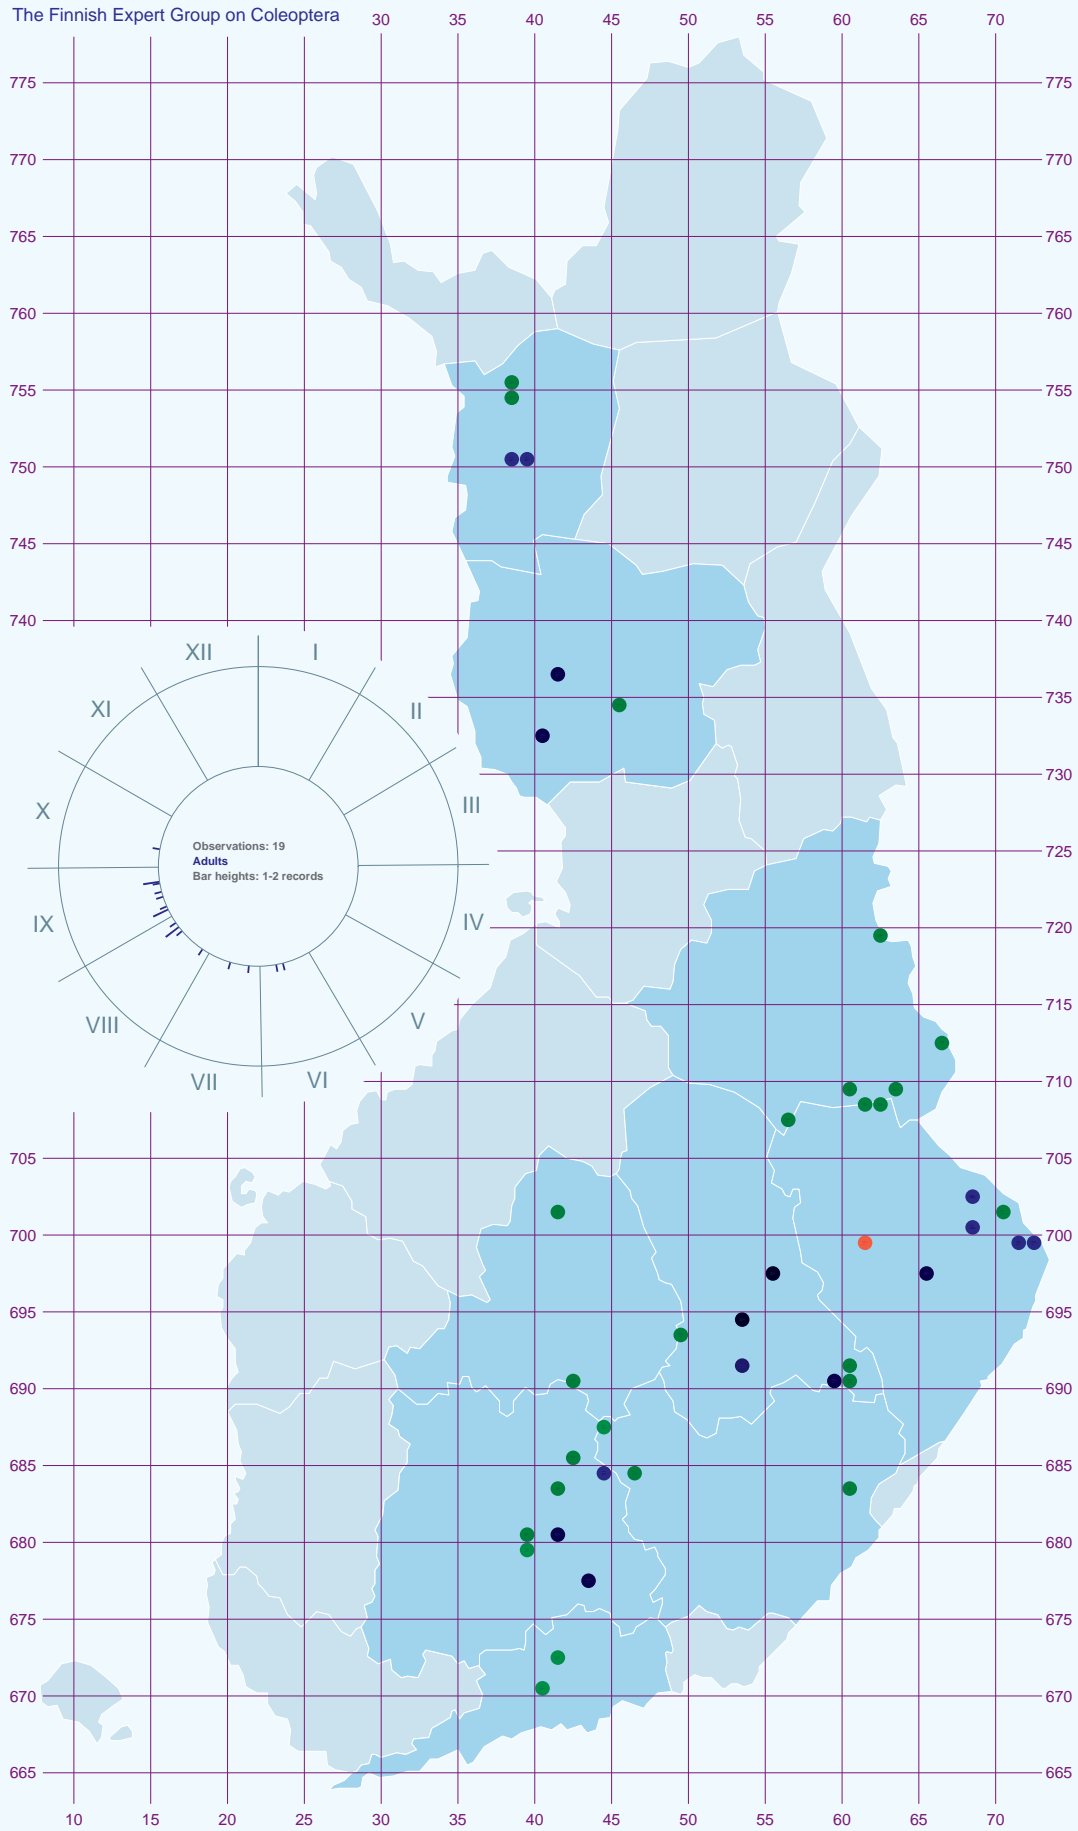 The Finnish Expert Group on Coleoptera
30 35 40 45 50 55 60 65 70
775 775
770 770
765 765
760 760
755 755
750 750
745 745
740 740
735
730
725
720
715
710
XII I
XI II
X III
IX IV
VIII V
VII VI
Observations: 19
Adults
Bar heights: 1-2 records
705 705
700 700
695 695
690 690
685 685
680 680
675 675
670 670
665 665
10 15 20 25 30 35 40 45 50 55 60 65 70